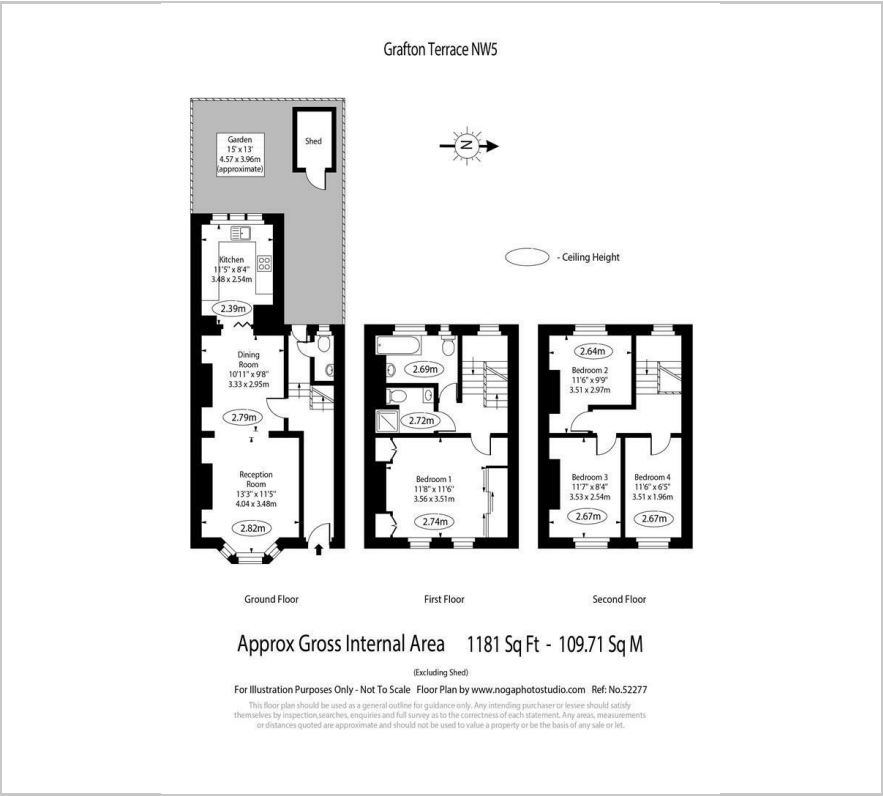 Grafton Terrace NW5
Garden
15' x 13'
4.57 x 3.96m
(approximate)
Shed
N
- Ceiling Height
Kitchen
11'5" x 8'4"
3.48 x 2.54m
2.39m
Dining
Room
10'11" x 9'8"
3.33 x 2.95m
2.79m
Reception
Room
13'3" x 11'5"
4.04 x 3.48m
2.82m
2.69m
2.72m
Bedroom 1
11'8" x 11'6"
3.56 x 3.51m
2.74m
2.64m
Bedroom 2
11'6" x 9'9"
3.51 x 2.97m
Bedroom 3
11'7" x 8'4"
3.53 x 2.54m
2.67m
Bedroom 4
11'6" x 6'5"
3.51 x 1.96m
2.67m
Ground Floor
First Floor
Second Floor
Approx Gross Internal Area 1181 Sq Ft - 109.71 Sq M
(Excluding Shed)
For Illustration Purposes Only - Not To Scale Floor Plan by www.nogaphotostudio.com Ref: No.52277
This floor plan should be used as a general outline for guidance only. Any intending purchaser or lessee should satisfy
themselves by inspection,searches, enquiries and full survey as to the correctness of each statement. Any areas, measurements
or distances quoted are approximate and should not be used to value a property or be the basis of any sale or let.